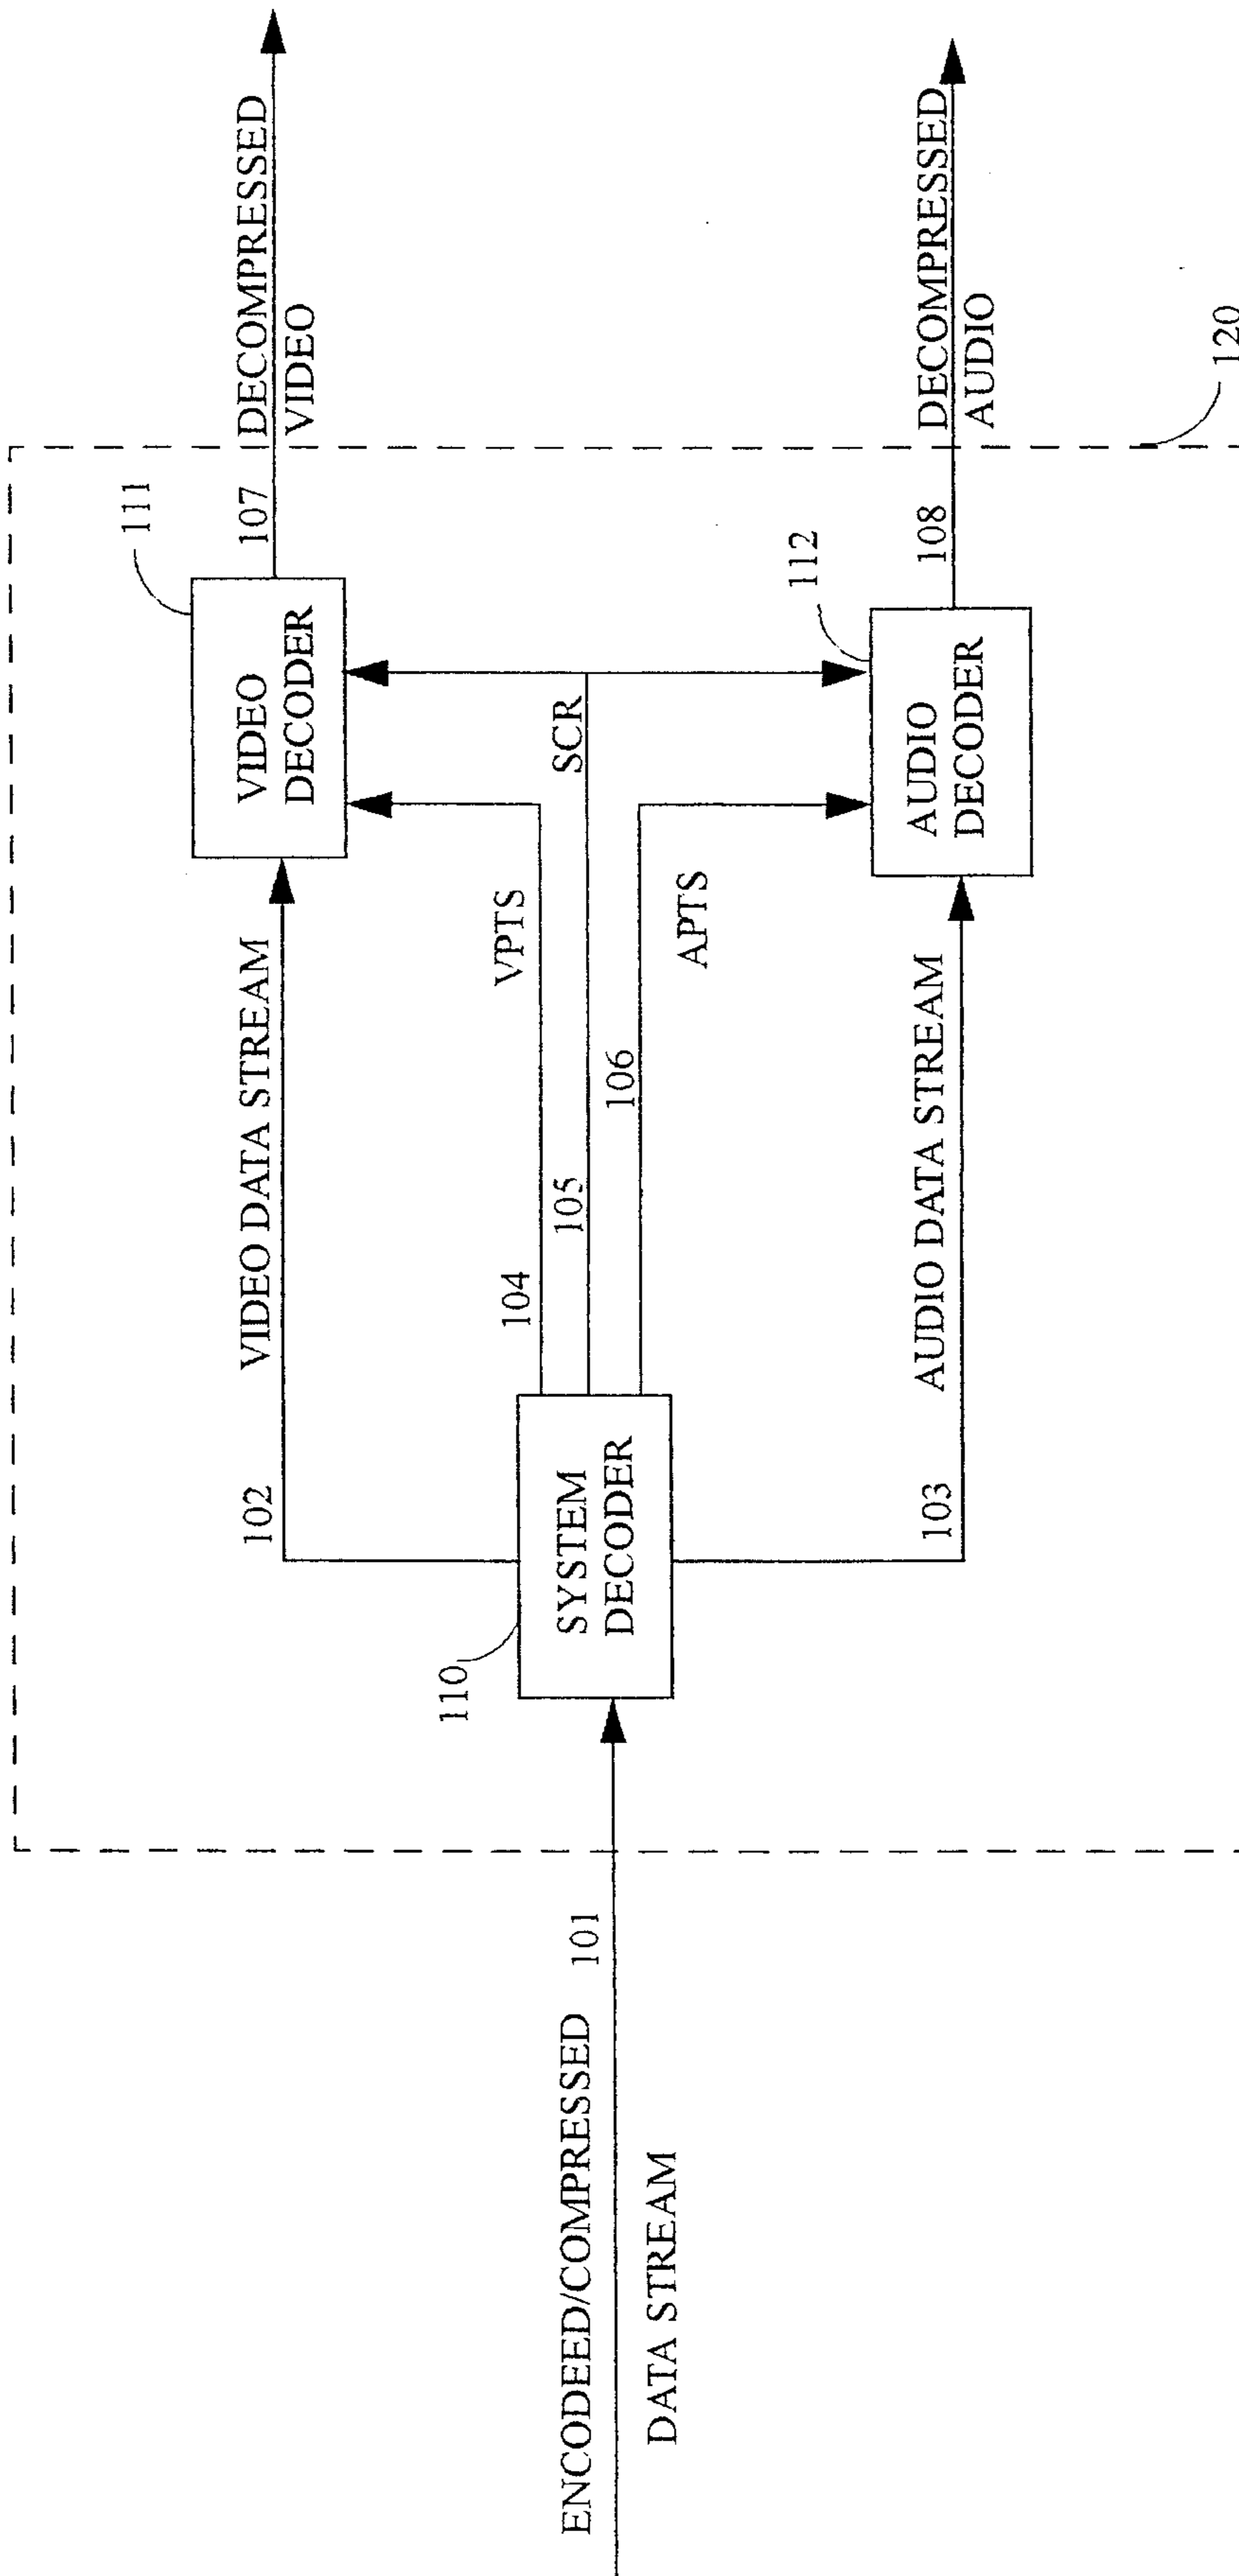 ENCODEED/COMPRESSED
101
DATA STREAM
110
SYSTEM
DECODER
102
VIDEO DATA STREAM
104
VPTS
105
SCR
106
APTS
103
AUDIO DATA STREAM
VIDEO
DECODER
111
107
DECOMPRESSED
VIDEO
AUDIO
DECODER
112
108
DECOMPRESSED
AUDIO
120